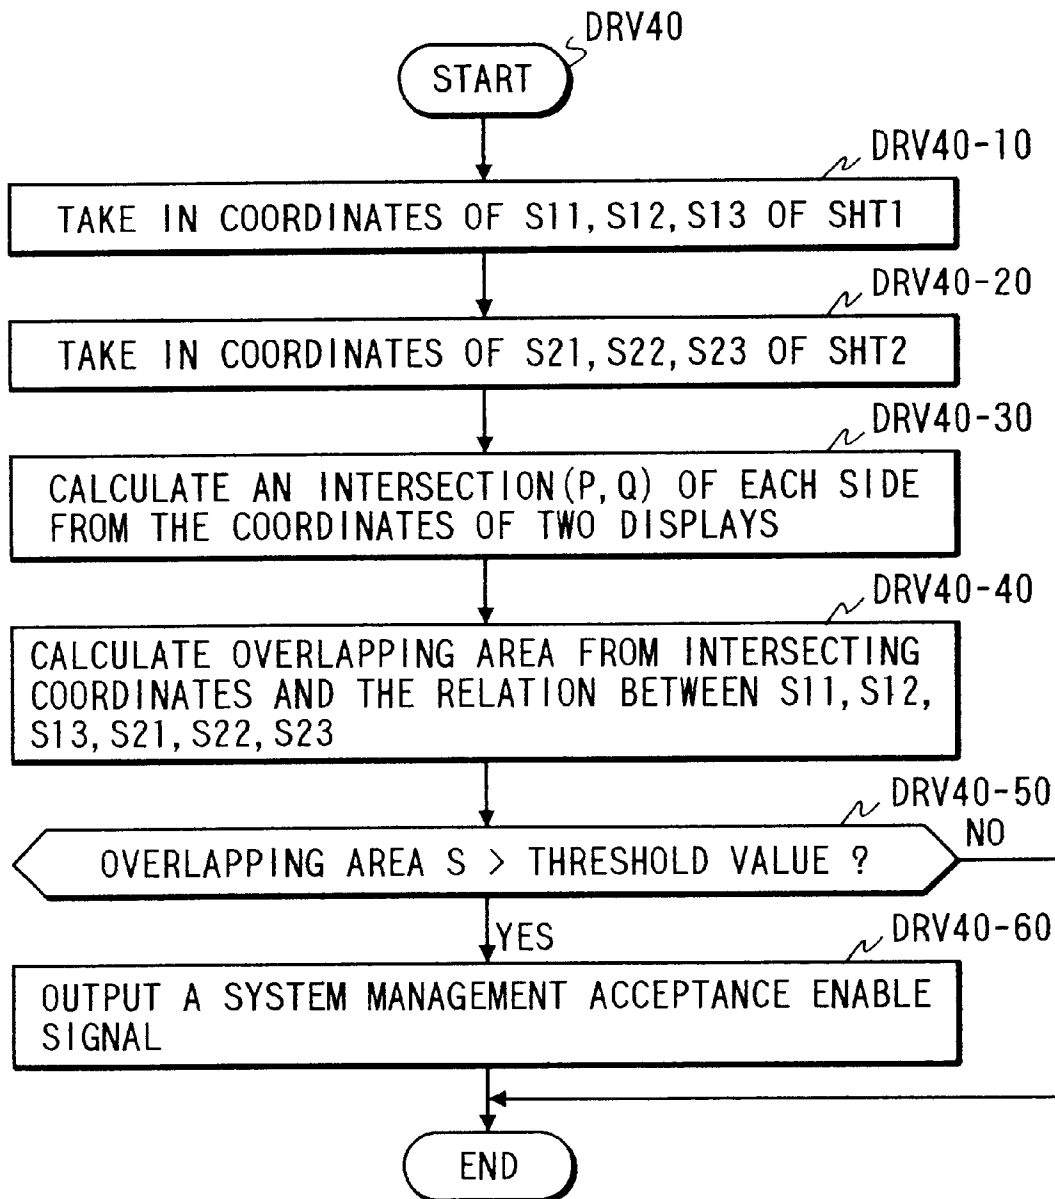 DRV40
START
DRV40-10
TAKE IN COORDINATES OF S11, S12, S13 OF SHT1
DRV40-20
TAKE IN COORDINATES OF S21, S22, S23 OF SHT2
DRV40-30
CALCULATE AN INTERSECTION(P, Q) OF EACH SIDE
FROM THE COORDINATES OF TWO DISPLAYS
DRV40-40
CALCULATE OVERLAPPING AREA FROM INTERSECTING
COORDINATES AND THE RELATION BETWEEN S11, S12,
S13, S21, S22, S23
DRV40-50
OVERLAPPING AREA S > THRESHOLD VALUE ?
NO
YES
DRV40-60
OUTPUT A SYSTEM MANAGEMENT ACCEPTANCE ENABLE
SIGNAL
END